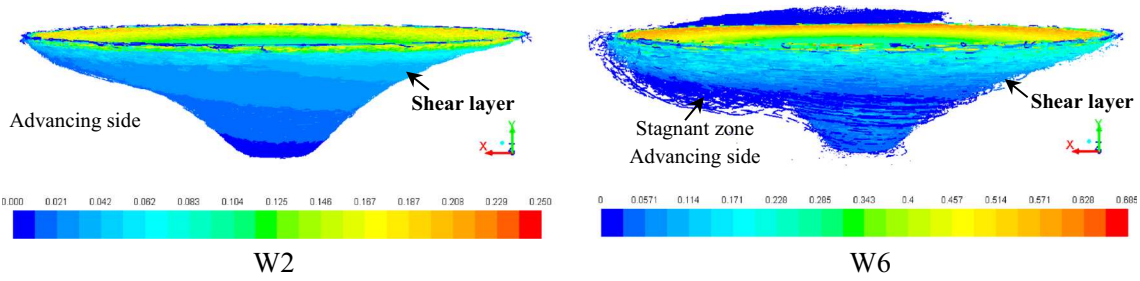 Shear layer
Advancing side
Y
X
Z
0.000 0.021 0.042 0.062 0.083 0.104 0.125 0.146 0.167 0.187 0.208 0.229 0.250
W2
Shear layer
Stagnant zone
Advancing side
Y
X
Z
0 0.0571 0.114 0.171 0.228 0.285 0.343 0.4 0.457 0.514 0.571 0.628 0.685
W6